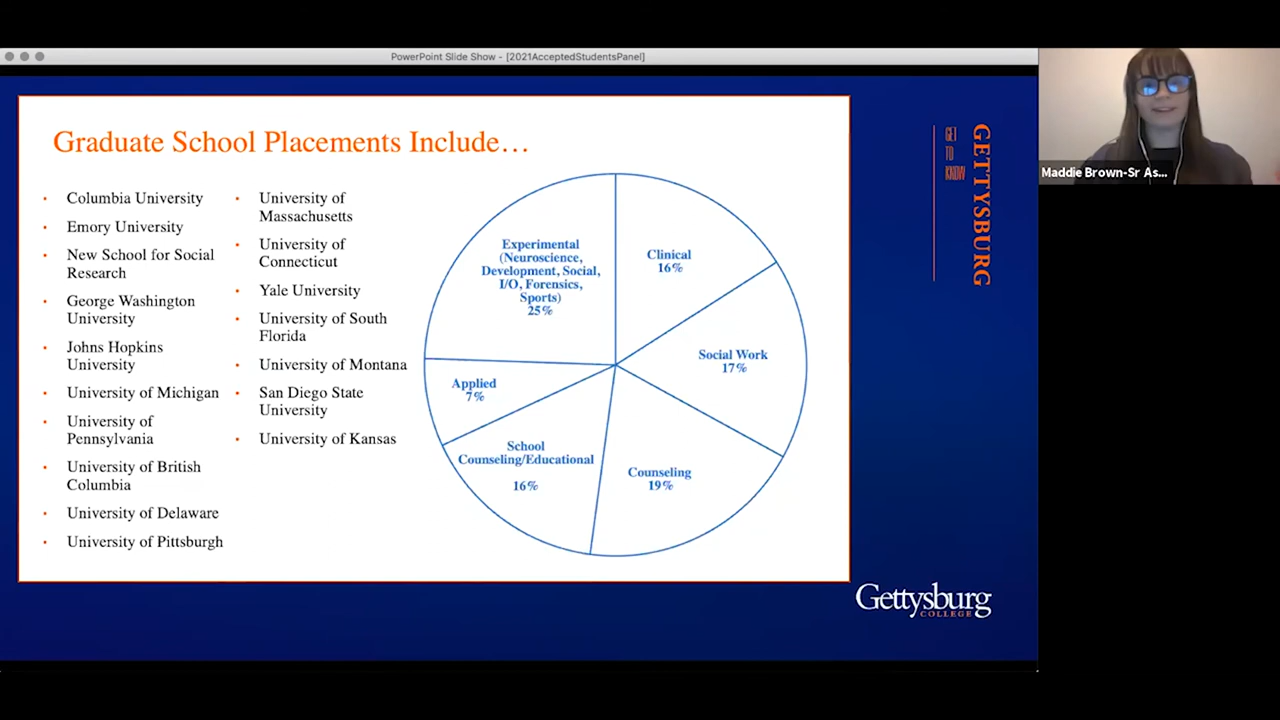 PowerPoint Slide Show - [2021AcceptedStudentsPanel]
Graduate School Placements Include…
Columbia University
Emory University
New School for Social
Research
George Washington
University
Johns Hopkins
University
University of Michigan
University of
Pennsylvania
University of British
Columbia
University of Delaware
University of Pittsburgh
University of
Massachusetts
University of
Connecticut
Yale University
University of South
Florida
University of Montana
San Diego State
University
University of Kansas
Experimental
(Neuroscience,
Development, Social,
I/O, Forensics,
Sports)
25%
Clinical
16%
Social Work
17%
Applied
7%
School
Counseling/Educational
16%
Counseling
19%
GET
TO
KNOW
GETTYSBURG
Gettysburg
COLLEGE
Maddie Brown-Sr As...